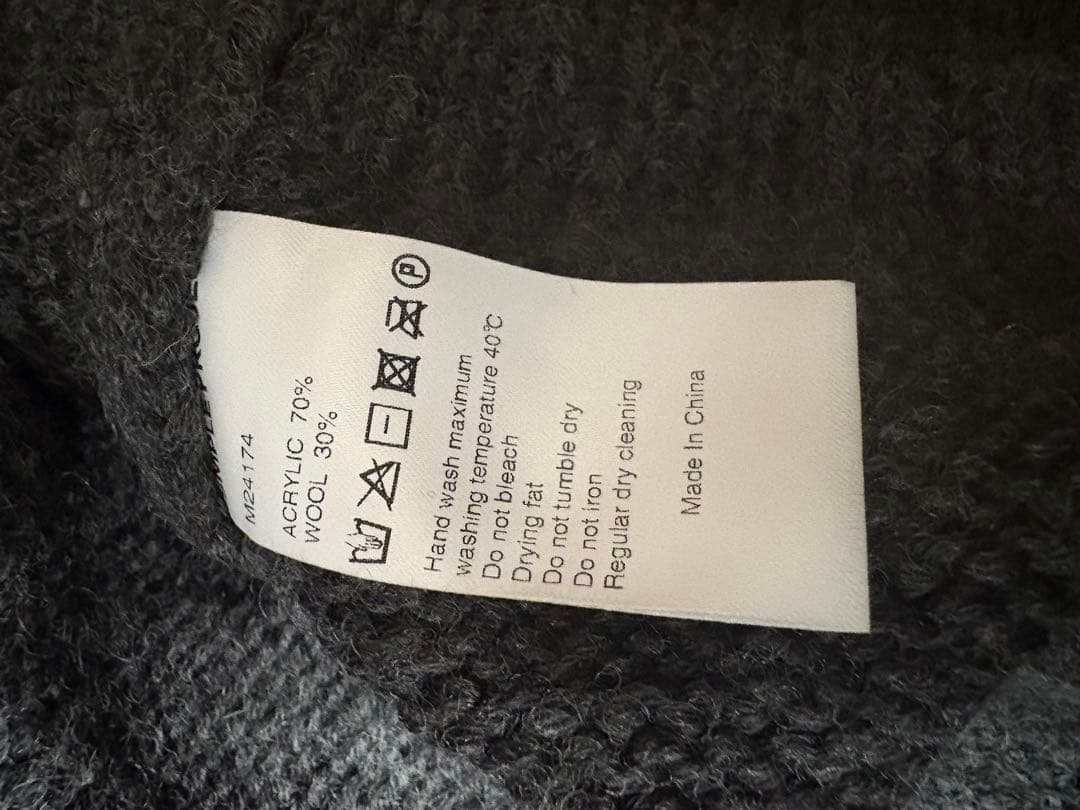 M24174
ACRYLIC 70%
WOOL 30%
P
Hand wash maximum
washing temperature 40℃
Do not bleach
Drying fat
Do not tumble dry
Do not iron
Regular dry cleaning
Made In China